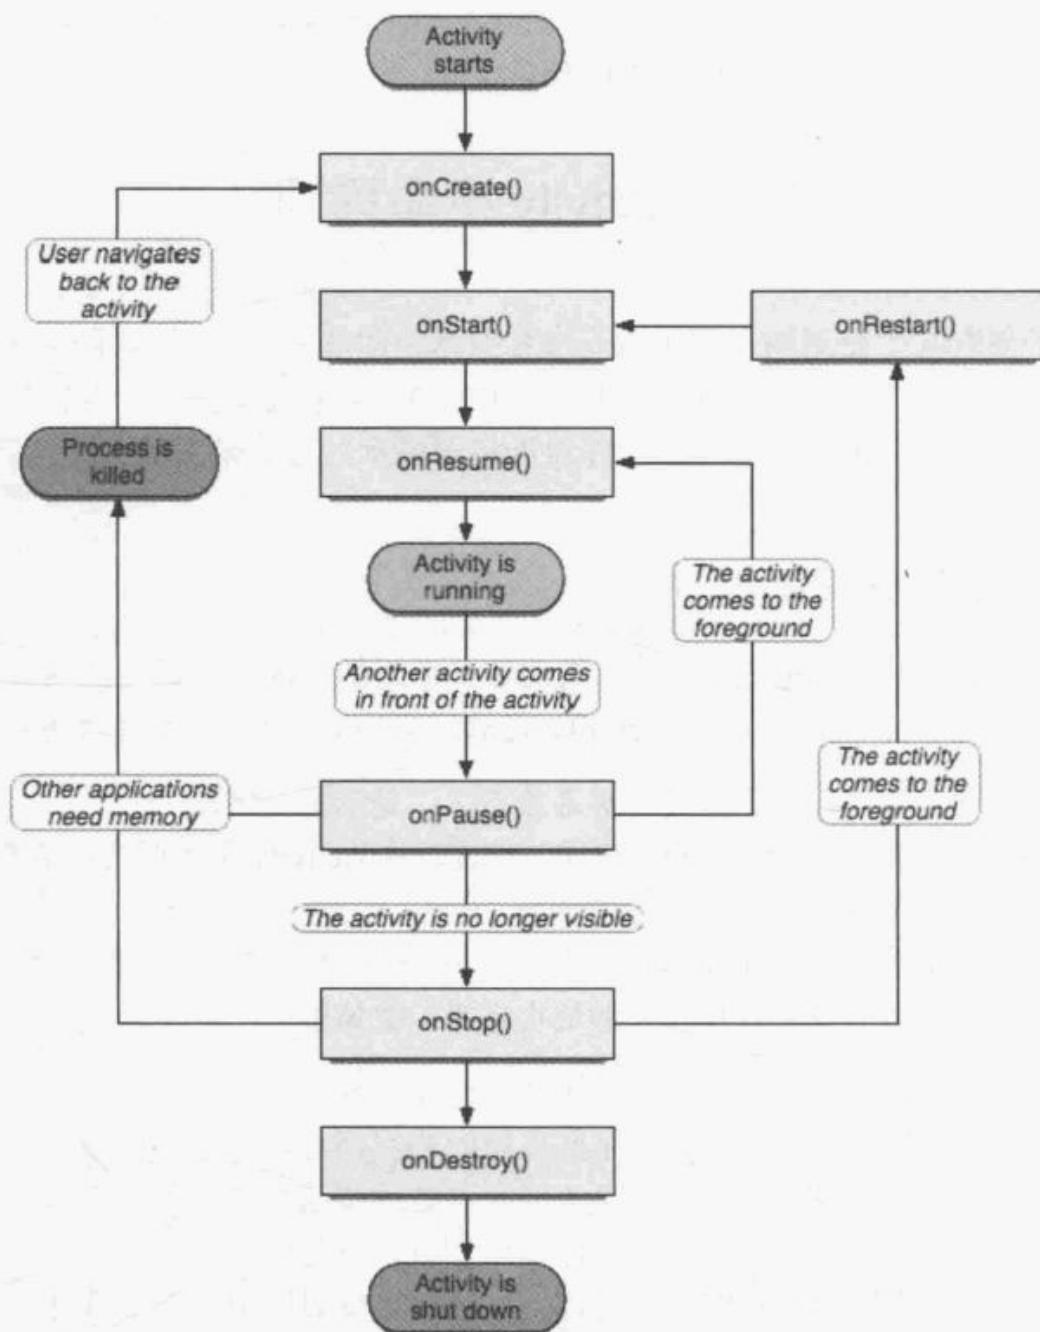 Activity
starts
onCreate()
User navigates
back to the
activity
onStart()
onRestart()
Process is
killed
onResume()
Activity is
running
The activity
comes to the
foreground
Another activity comes
in front of the activity
The activity
comes to the
foreground
Other applications
need memory
onPause()
The activity is no longer visible
onStop()
onDestroy()
Activity is
shut down